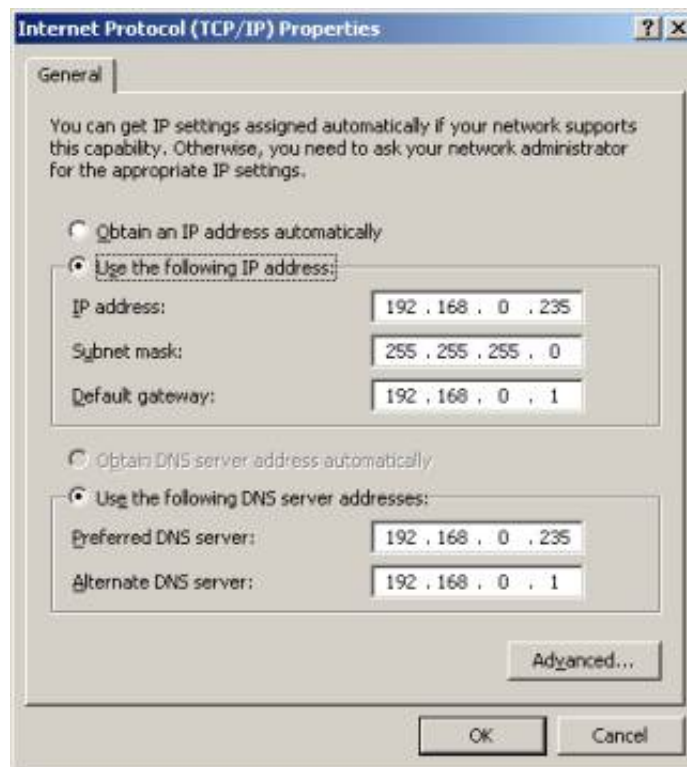 Internet Protocol (TCP/IP) Properties
General
You can get IP settings assigned automatically if your network supports
this capability. Otherwise, you need to ask your network administrator
for the appropriate IP settings.
Obtain an IP address automatically
Use the following IP address:
IP address: 192 . 168 . 0 . 235
Subnet mask: 255 . 255 . 255 . 0
Default gateway: 192 . 168 . 0 . 1
Obtain DNS server address automatically
Use the following DNS server addresses:
Preferred DNS server: 192 . 168 . 0 . 235
Alternate DNS server: 192 . 168 . 0 . 1
Advanced...
OK Cancel